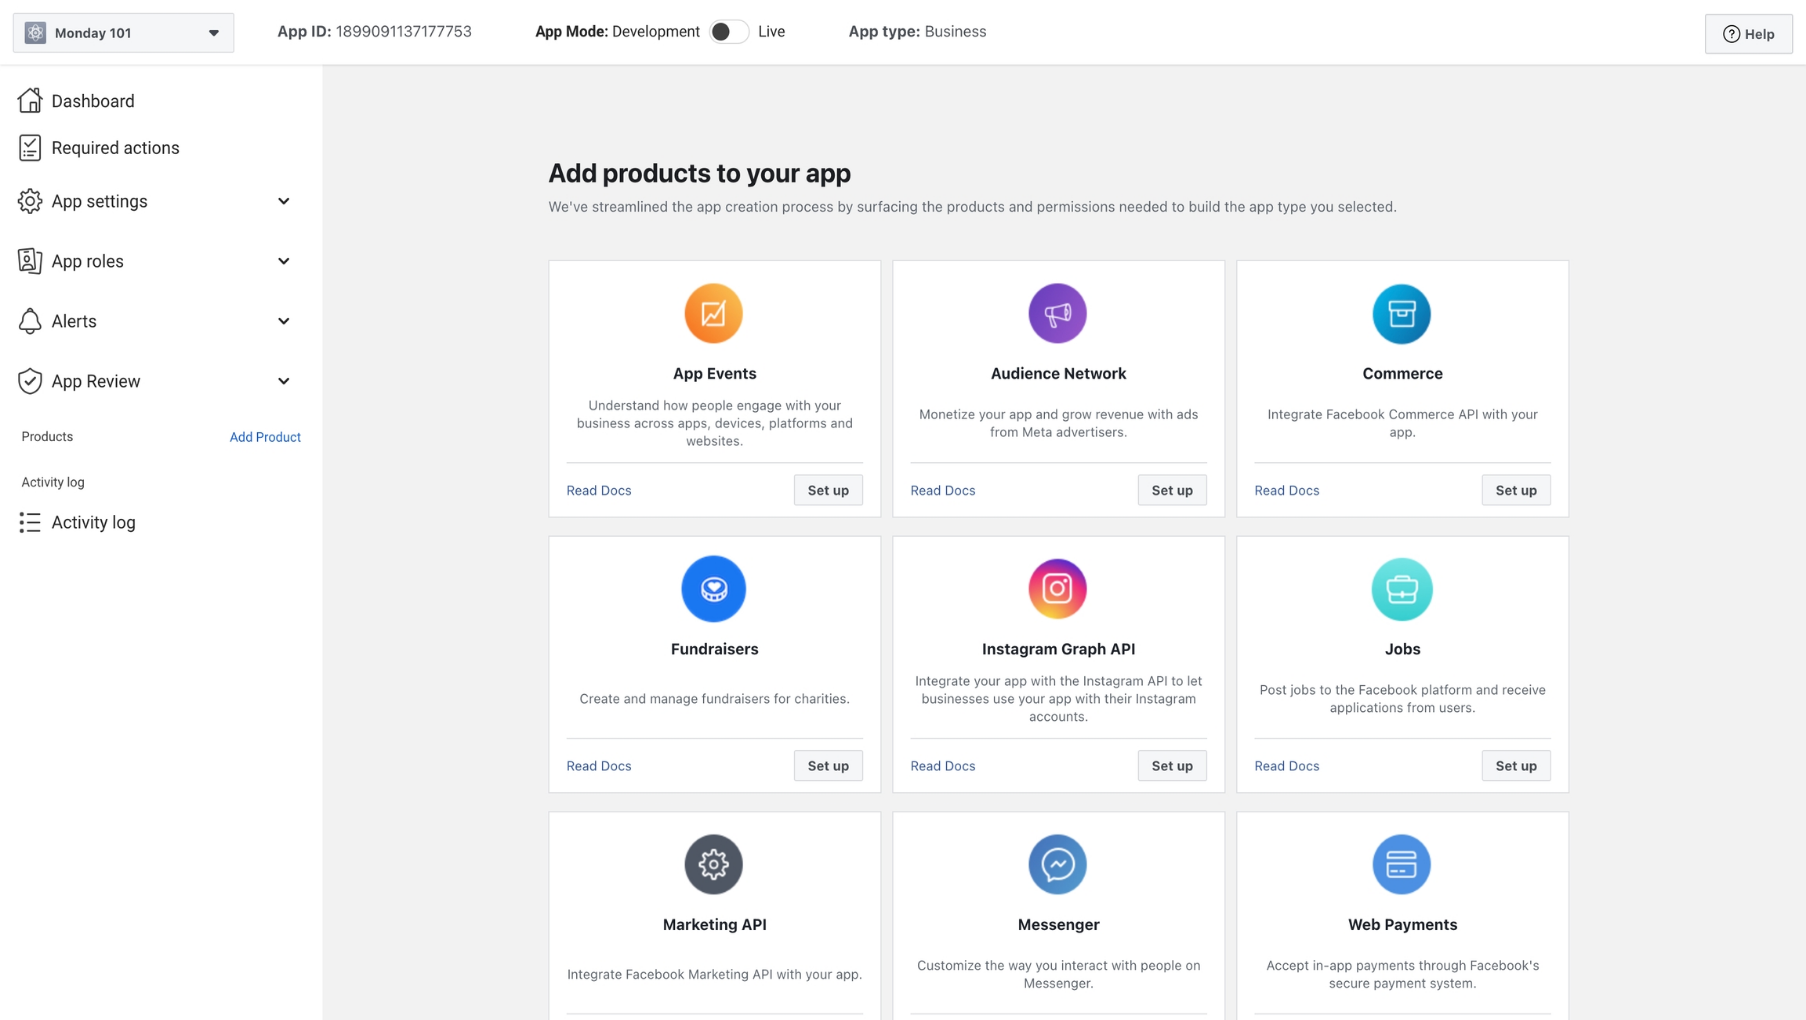 Monday 101
App ID: 1899091137177753
App Mode: Development
Live
App type: Business
Help
Dashboard
Required actions
App settings
App roles
Alerts
App Review
Products
Add Product
Activity log
Activity log
Add products to your app
We've streamlined the app creation process by surfacing the products and permissions needed to build the app type you selected.
App Events
Understand how people engage with your
business across apps, devices, platforms and
websites.
Read Docs
Set up
Audience Network
Monetize your app and grow revenue with ads
from Meta advertisers.
Read Docs
Set up
Commerce
Integrate Facebook Commerce API with your
app.
Read Docs
Set up
Fundraisers
Create and manage fundraisers for charities.
Read Docs
Set up
Instagram Graph API
Integrate your app with the Instagram API to let
businesses use your app with their Instagram
accounts.
Read Docs
Set up
Jobs
Post jobs to the Facebook platform and receive
applications from users.
Read Docs
Set up
Marketing API
Integrate Facebook Marketing API with your app.
Messenger
Customize the way you interact with people on
Messenger.
Web Payments
Accept in-app payments through Facebook's
secure payment system.